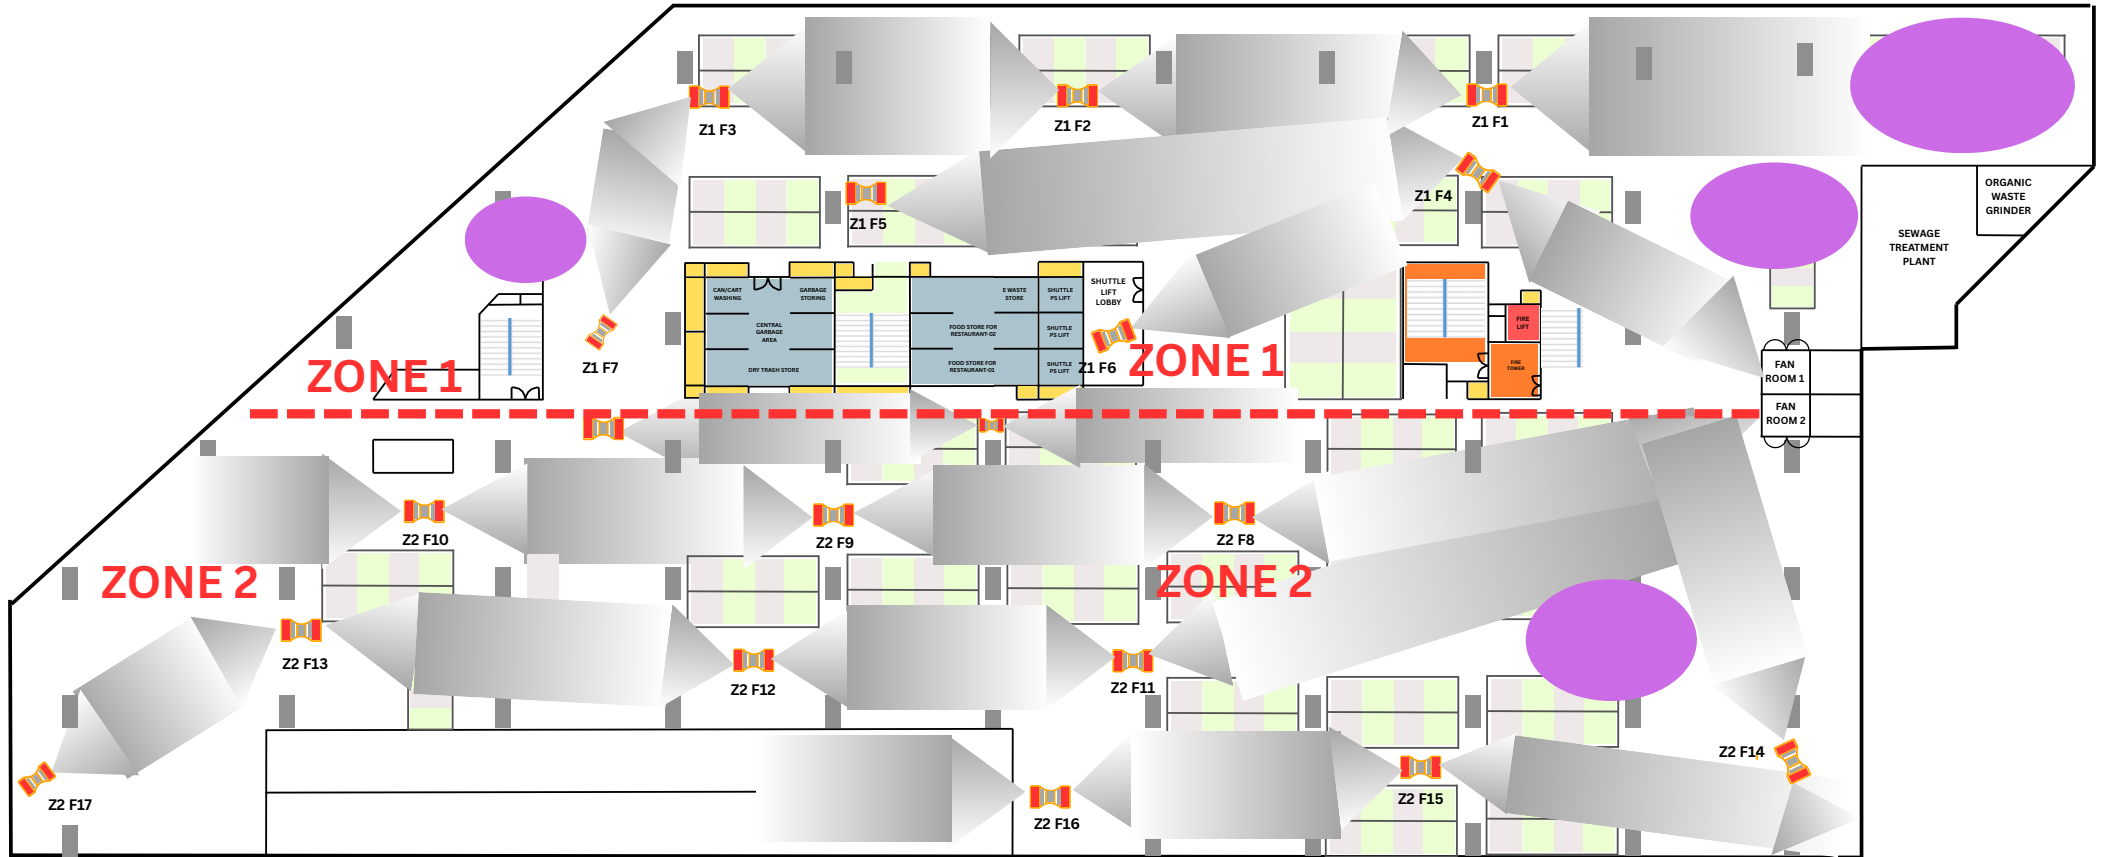 Z1 F3
Z1 F2
Z1 F1
Z1 F5
Z1 F4
ORGANIC
WASTE
GRINDER
SEWAGE
TREATMENT
PLANT
CAN/CART
WASHING
GARBAGE
STORING
E WASTE
STORE
SHUTTLE
PS LIFT
SHUTTLE
LIFT
LOBBY
CENTRAL
GARBAGE
AREA
FOOD STORE FOR
RESTAURANT-02
SHUTTLE
PS LIFT
FIRE
LIFT
DRY TRASH STORE
FOOD STORE FOR
RESTAURANT-01
SHUTTLE
PS LIFT
FIRE
TOWER
Z1 F7
Z1 F6
ZONE 1
ZONE 1
FAN
ROOM 1
FAN
ROOM 2
Z2 F10
Z2 F9
Z2 F8
ZONE 2
ZONE 2
Z2 F13
Z2 F12
Z2 F11
Z2 F14
Z2 F17
Z2 F16
Z2 F15